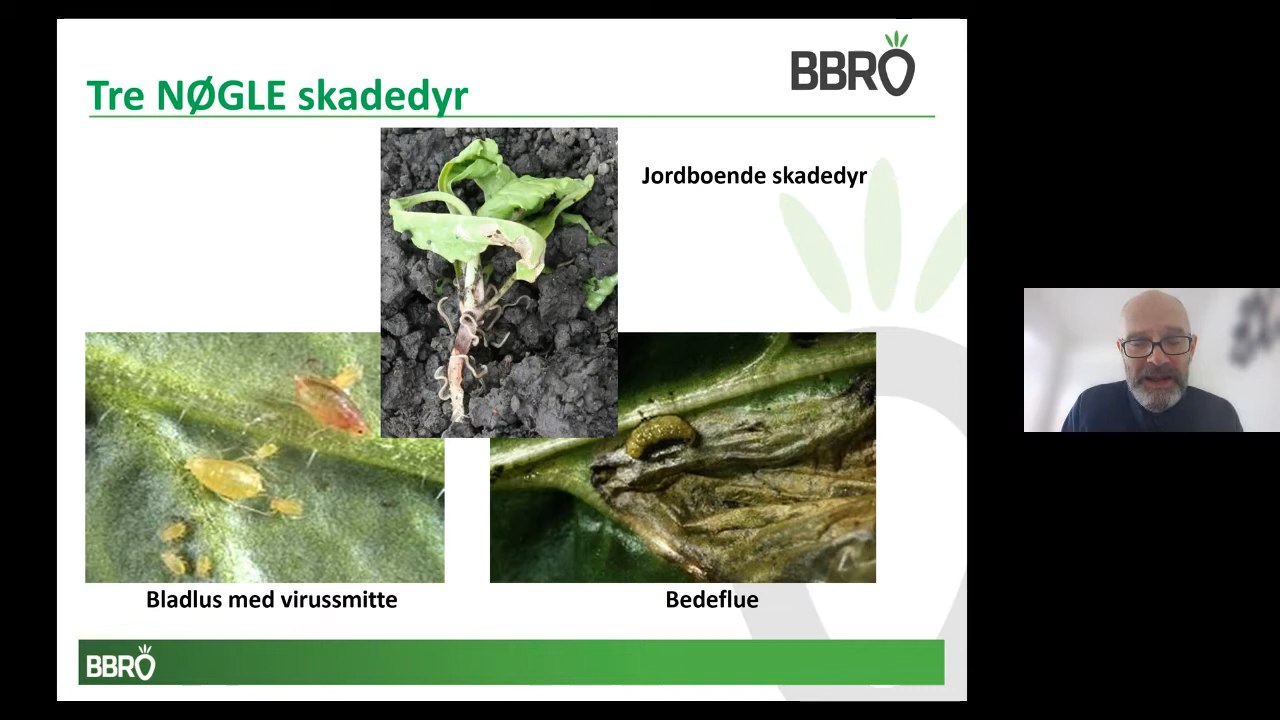 BBRO
Tre NØGLE skadedyr
Jordboende skadedyr
Bladlus med virussmitte
Bedeflue
BBRO